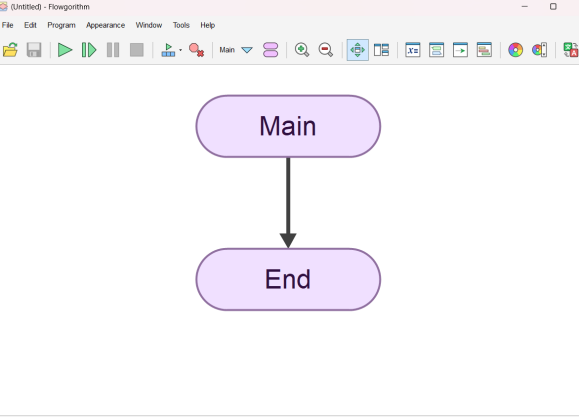 (Untitled) - Flowgorithm
File Edit Program Appearance Window Tools Help
Main
Main
End